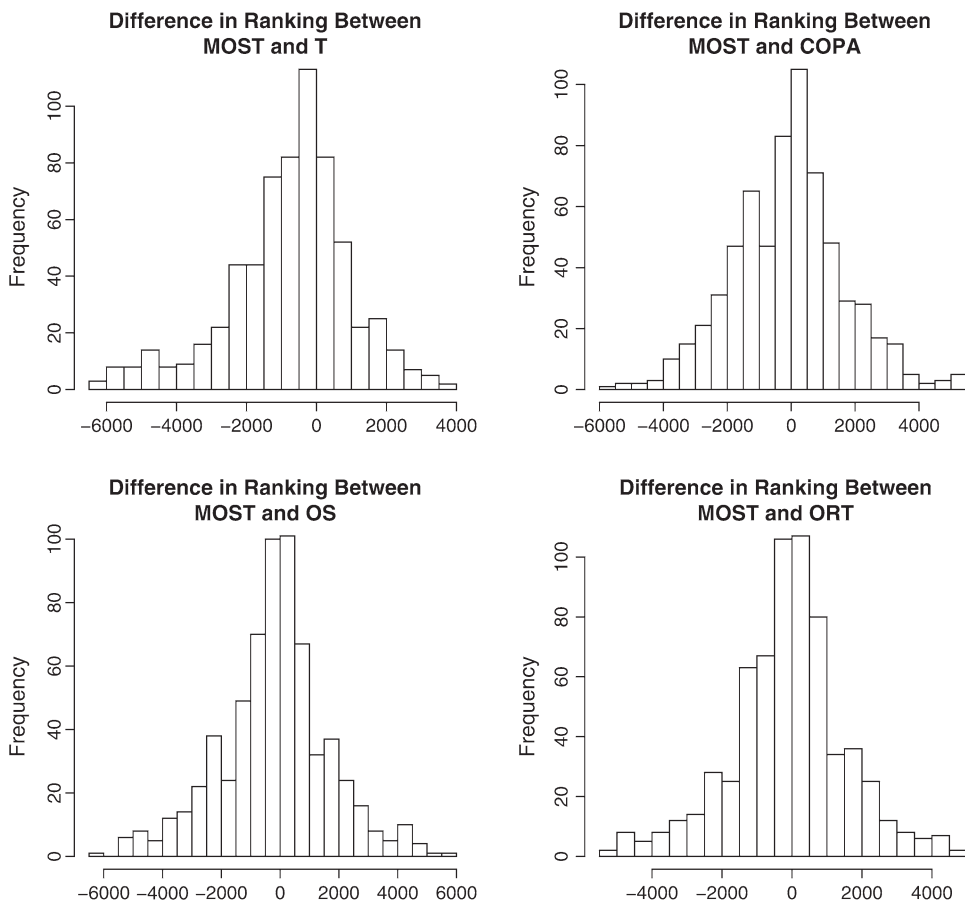 Difference in Ranking Between
MOST and T
Frequency
0
20
40
60
80
100
−6000 −4000 −2000 0 2000 4000
Difference in Ranking Between
MOST and COPA
Frequency
0
20
40
60
80
100
−6000 −4000 −2000 0 2000 4000
Difference in Ranking Between
MOST and OS
Frequency
0
20
40
60
80
100
−6000 −4000 −2000 0 2000 4000 6000
Difference in Ranking Between
MOST and ORT
Frequency
0
20
40
60
80
100
−4000 −2000 0 2000 4000